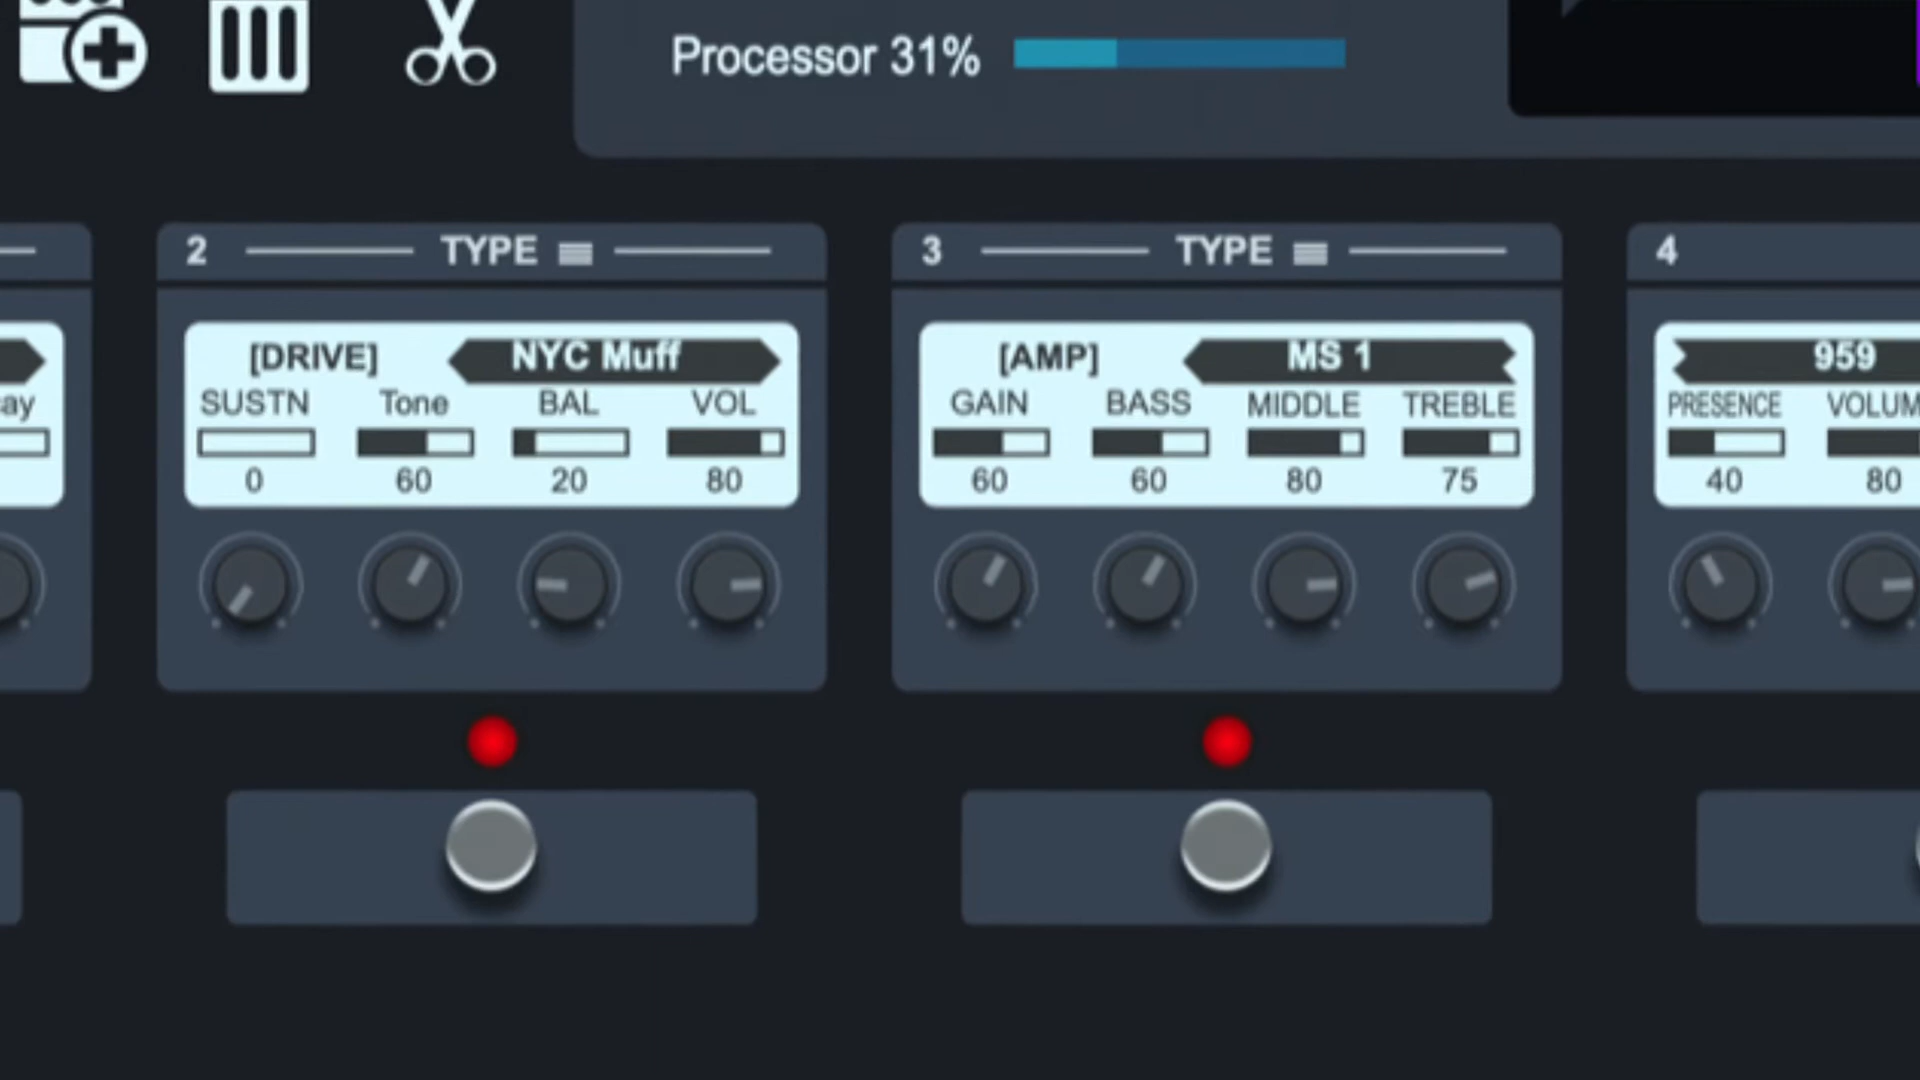 Processor 31%
2 TYPE
3 TYPE
4
[DRIVE] NYC Muff
SUSTN Tone BAL VOL
0 60 20 80
[AMP] MS 1
GAIN BASS MIDDLE TREBLE
60 60 80 75
959
PRESENCE VOLUM
40 80